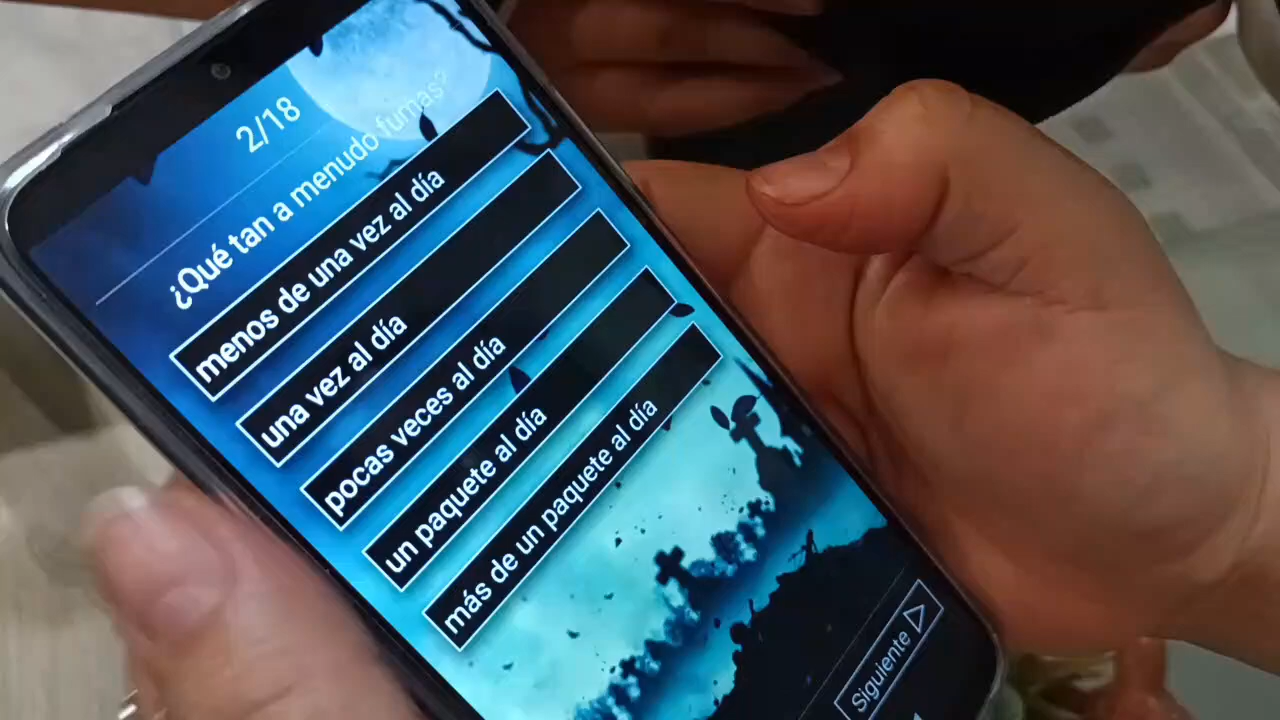 2/18
¿Qué tan a menudo fumas?
menos de una vez al día
una vez al día
pocas veces al día
un paquete al día
más de un paquete al día
Siguiente